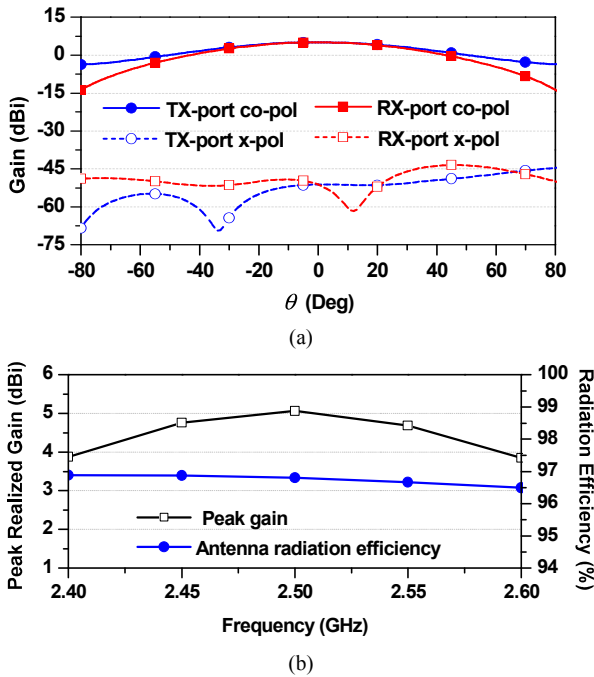 15
0
-15
-30
-45
-60
-75
Gain (dBi)
TX-port co-pol
RX-port co-pol
TX-port x-pol
RX-port x-pol
-80 -60 -40 -20 0 20 40 60 80
θ (Deg)
(a)
6
5
4
3
2
1
Peak Realized Gain (dBi)
100
99
98
97
96
95
94
Radiation Efficiency (%)
Peak gain
Antenna radiation efficiency
2.40 2.45 2.50 2.55 2.60
Frequency (GHz)
(b)